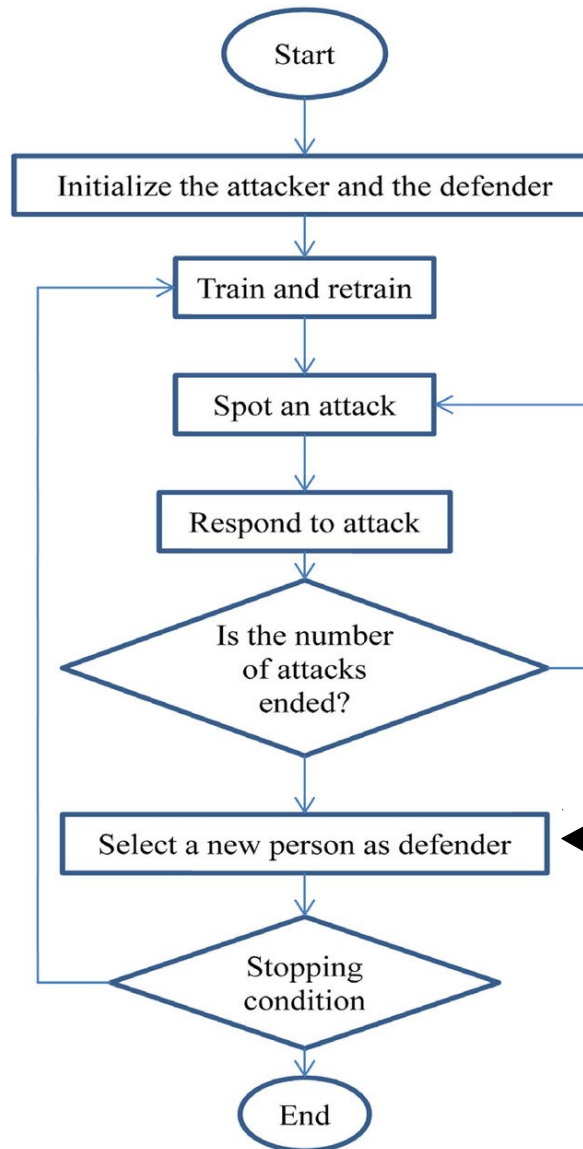 Start
Initialize the attacker and the defender
Train and retrain
Spot an attack
Respond to attack
Is the number
of attacks
ended?
Select a new person as defender
Stopping
condition
End